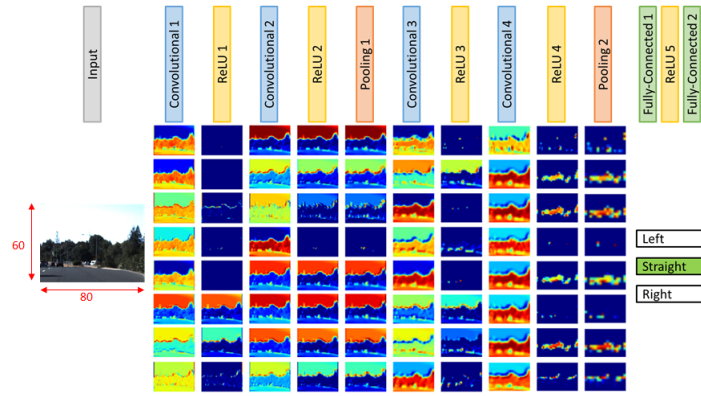 Input
Convolutional 1
ReLU 1
Convolutional 2
ReLU 2
Pooling 1
Convolutional 3
ReLU 3
Convolutional 4
ReLU 4
Pooling 2
Fully-Connected 1
ReLU 5
Fully-Connected 2
60
80
Left
Straight
Right